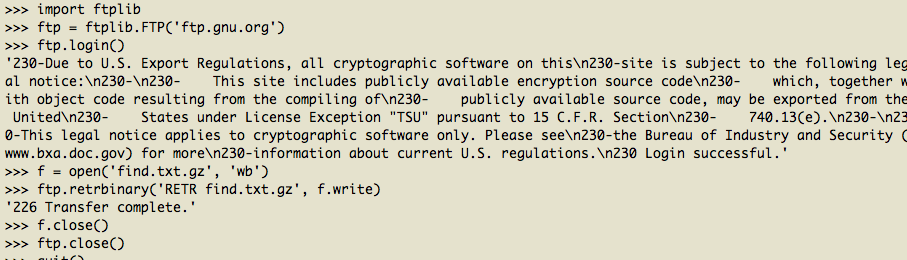 >>> import ftplib
>>> ftp = ftplib.FTP('ftp.gnu.org')
>>> ftp.login()
'230-Due to U.S. Export Regulations, all cryptographic software on this\n230-site is subject to the following leg
al notice:\n230-\n230-    This site includes publicly available encryption source code\n230-    which, together w
ith object code resulting from the compiling of\n230-    publicly available source code, may be exported from the
 United\n230-    States under License Exception "TSU" pursuant to 15 C.F.R. Section\n230-    740.13(e).\n230-\n23
0-This legal notice applies to cryptographic software only. Please see\n230-the Bureau of Industry and Security (
www.bxa.doc.gov) for more\n230-information about current U.S. regulations.\n230 Login successful.'
>>> f = open('find.txt.gz', 'wb')
>>> ftp.retrbinary('RETR find.txt.gz', f.write)
'226 Transfer complete.'
>>> f.close()
>>> ftp.close()
>>> quit()